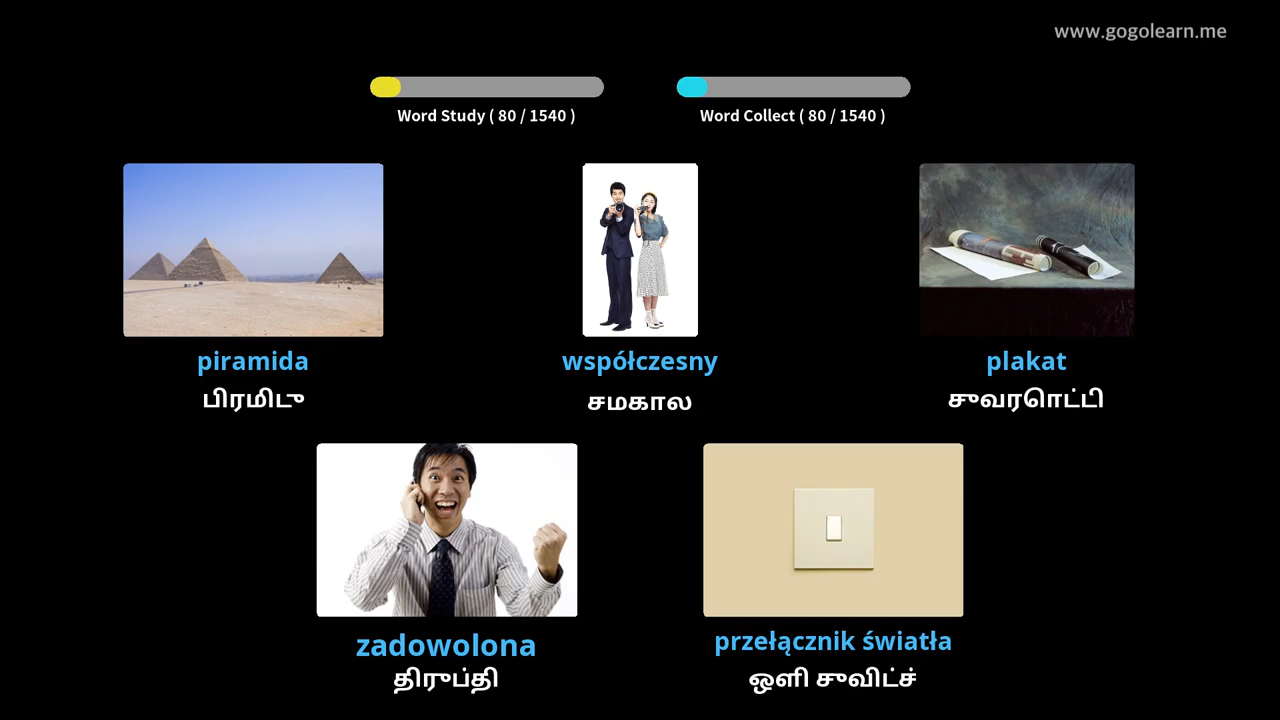 www.gogolearn.me
Word Study ( 80 / 1540 )
Word Collect ( 80 / 1540 )
piramida
பிரமிடு
współczesny
சமகால
plakat
சுவரொட்டி
zadowolona
திருப்தி
przełącznik światła
ஒளி சுவிட்ச்